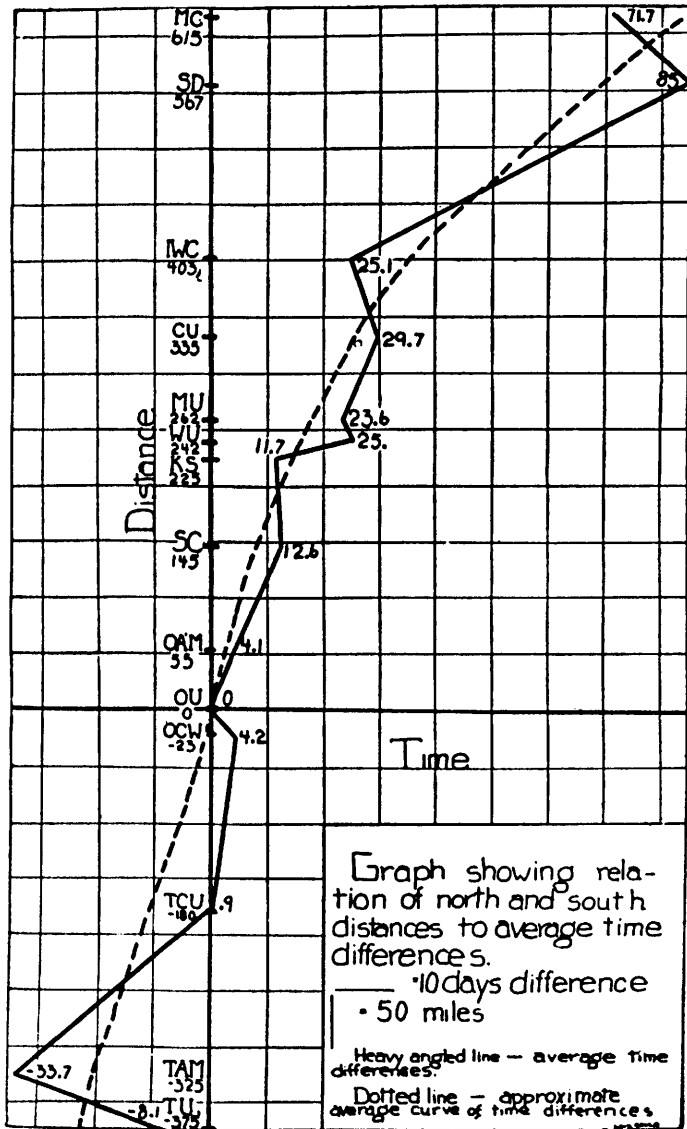 MC
615
71.7
SD
567
85
IWC
403
25.1
CU
335
29.7
MU
262
23.6
WU
242
25.
11.7
KS
225
Distance
SC
145
12.6
OAM
55
4.1
OU
0
0
OCW
-23
4.2
Time
TCU
-180
.9
Graph showing rela-
tion of north and south
distances to average time
differences.
10 days difference
50 miles
-33.7
TAM
-325
Heavy angled line — average time
differences.
-8.1
TU
-375
Dotted line — approximate
average curve of time differences